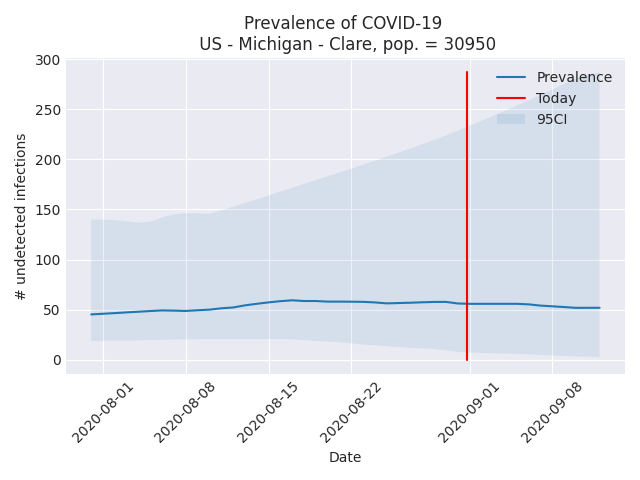 Prevalence of COVID-19
US - Michigan - Clare, pop. = 30950
300
250
200
150
100
50
0
# undetected infections
Prevalence
Today
95CI
2020-08-01
2020-08-08
2020-08-15
2020-08-22
2020-09-01
2020-09-08
Date